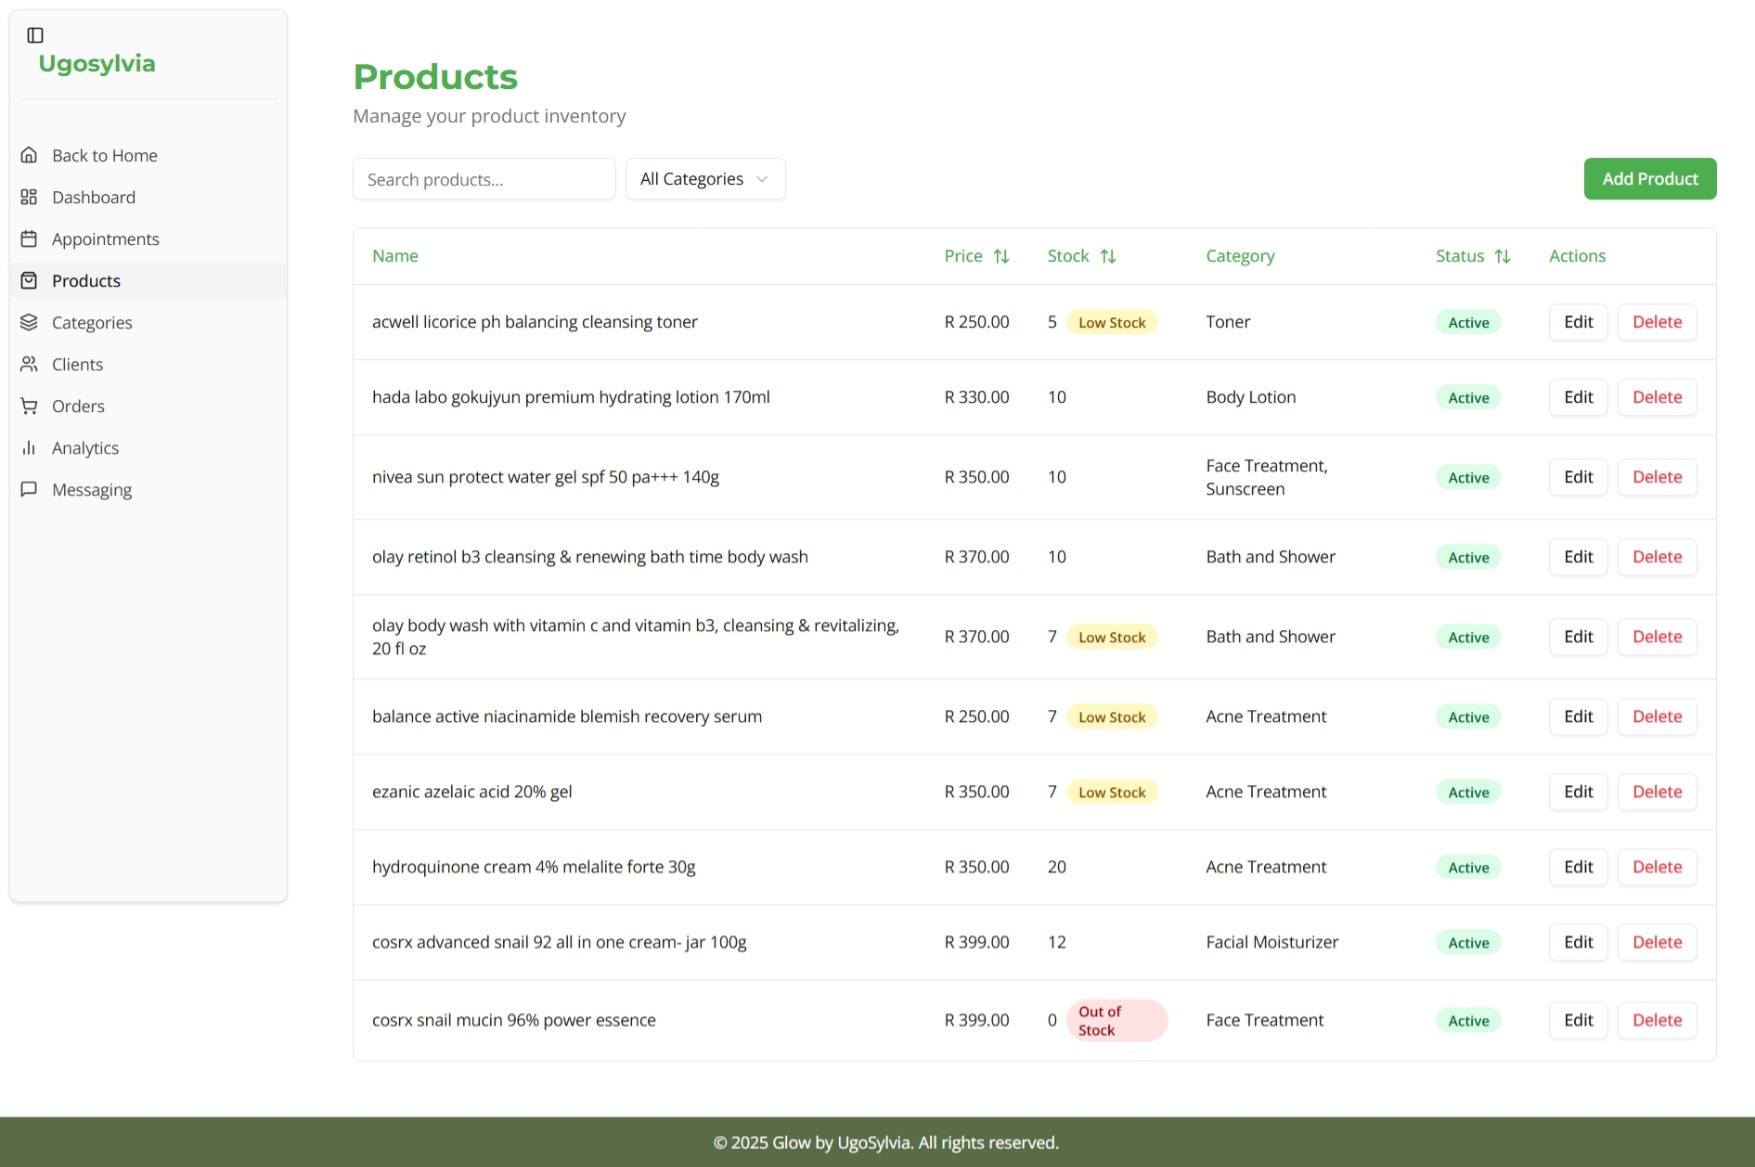 Ugosylvia
Back to Home
Dashboard
Appointments
Products
Categories
Clients
Orders
Analytics
Messaging
Products
Manage your product inventory
Search products...
All Categories
Add Product
Name Price Stock Category Status Actions
acwell licorice ph balancing cleansing toner R 250.00 5 Low Stock Toner Active Edit Delete
hada labo gokujyun premium hydrating lotion 170ml R 330.00 10 Body Lotion Active Edit Delete
nivea sun protect water gel spf 50 pa+++ 140g R 350.00 10 Face Treatment,
Sunscreen Active Edit Delete
olay retinol b3 cleansing & renewing bath time body wash R 370.00 10 Bath and Shower Active Edit Delete
olay body wash with vitamin c and vitamin b3, cleansing & revitalizing,
20 fl oz R 370.00 7 Low Stock Bath and Shower Active Edit Delete
balance active niacinamide blemish recovery serum R 250.00 7 Low Stock Acne Treatment Active Edit Delete
ezanic azelaic acid 20% gel R 350.00 7 Low Stock Acne Treatment Active Edit Delete
hydroquinone cream 4% melalite forte 30g R 350.00 20 Acne Treatment Active Edit Delete
cosrx advanced snail 92 all in one cream- jar 100g R 399.00 12 Facial Moisturizer Active Edit Delete
cosrx snail mucin 96% power essence R 399.00 0 Out of
Stock Face Treatment Active Edit Delete
© 2025 Glow by UgoSylvia. All rights reserved.